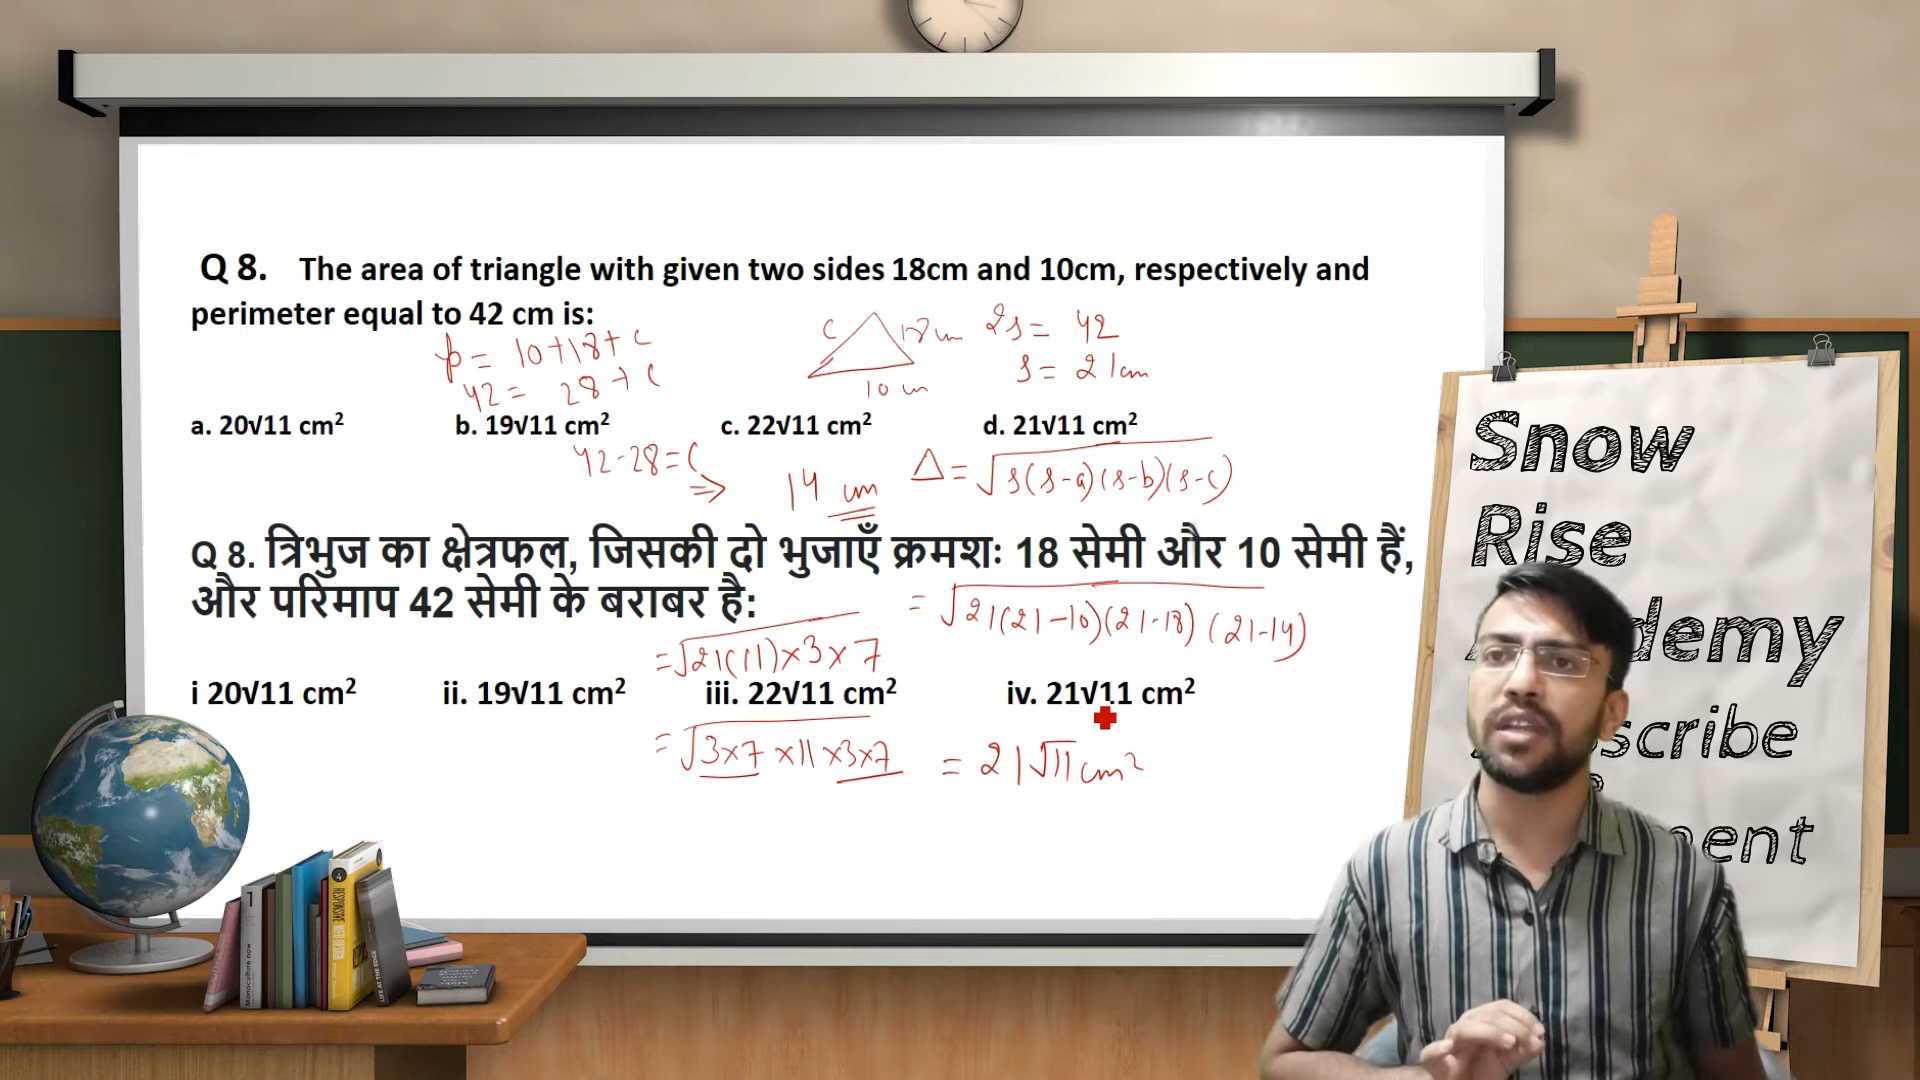 Q 8. The area of triangle with given two sides 18cm and 10cm, respectively and
perimeter equal to 42 cm is:
p = 10+18+c
42 = 28+c
c
18cm
10cm
2s = 42
s = 21cm
a. 20√11 cm²
b. 19√11 cm²
c. 22√11 cm²
d. 21√11 cm²
42-28=c
⇒ 14 cm
Δ = √s(s-a)(s-b)(s-c)
Q 8. त्रिभुज का क्षेत्रफल, जिसकी दो भुजाएँ क्रमशः 18 सेमी और 10 सेमी हैं,
और परिमाप 42 सेमी के बराबर है:
= √21(21-10)(21-18)(21-14)
= √21(11)×3×7
i 20√11 cm²
ii. 19√11 cm²
iii. 22√11 cm²
iv. 21√11 cm²
= √3×7×11×3×7
= 21√11 cm²
Snow
Rise